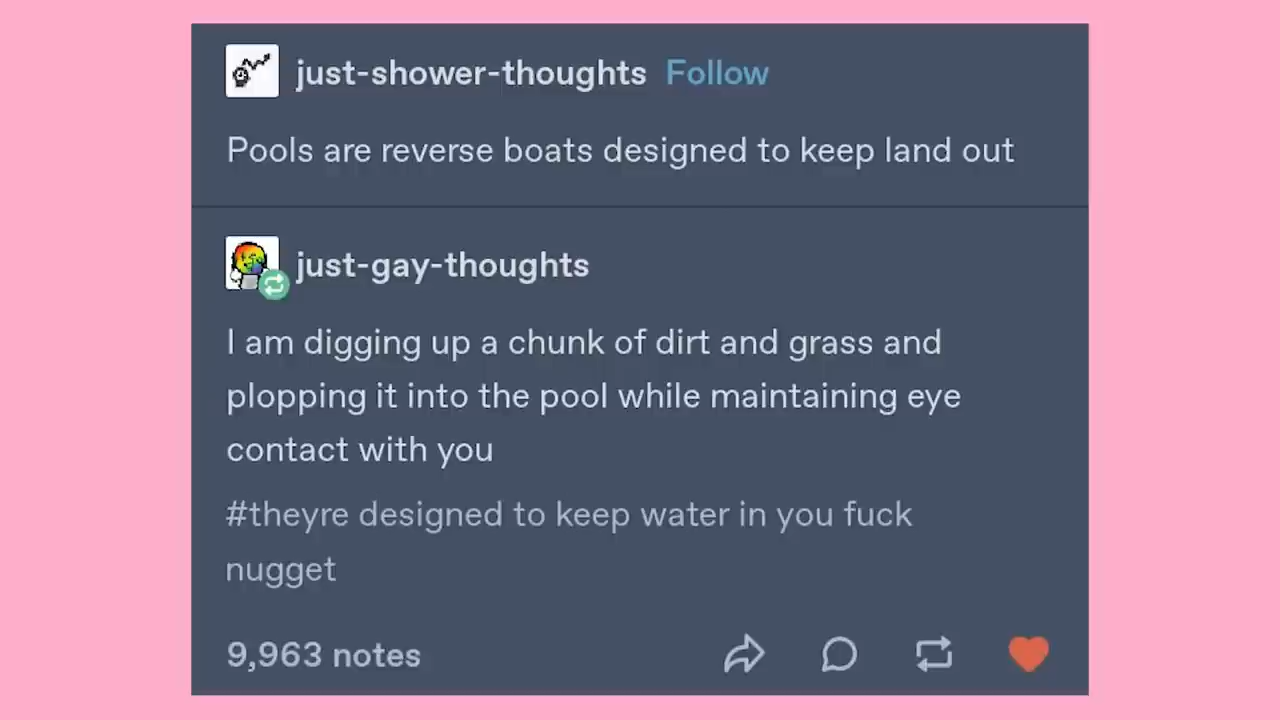 just-shower-thoughts Follow
Pools are reverse boats designed to keep land out
just-gay-thoughts
I am digging up a chunk of dirt and grass and
plopping it into the pool while maintaining eye
contact with you
#theyre designed to keep water in you fuck
nugget
9,963 notes